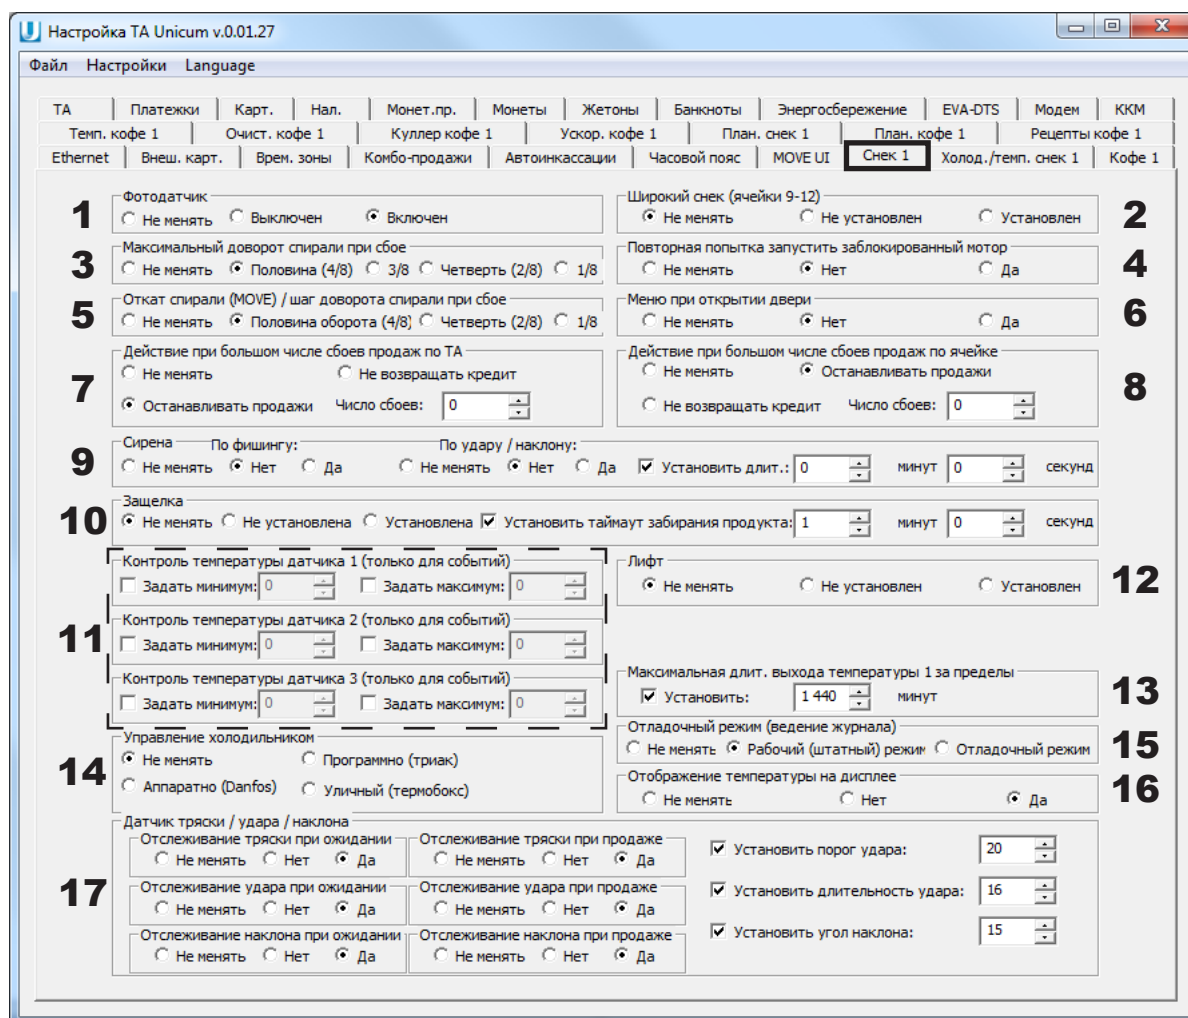 Настройка ТА Unicum v.0.01.27
Файл Настройки Language
ТА Платежки Карт. Нал. Монет.пр. Монеты Жетоны Банкноты Энергосбережение EVA-DTS Модем ККМ
Темп. кофе 1 Очист. кофе 1 Куллер кофе 1 Ускор. кофе 1 План. снек 1 План. кофе 1 Рецепты кофе 1
Ethernet Внеш. карт. Врем. зоны Комбо-продажи Автоинкассации Часовой пояс MOVE UI Снек 1 Холод./темп. снек 1 Кофе 1
1 Фотодатчик
Не менять Выключен Включен
Широкий снек (ячейки 9-12)
Не менять Не установлен Установлен 2
3 Максимальный доворот спирали при сбое
Не менять Половина (4/8) 3/8 Четверть (2/8) 1/8
Повторная попытка запустить заблокированный мотор
Не менять Нет Да 4
5 Откат спирали (MOVE) / шаг доворота спирали при сбое
Не менять Половина оборота (4/8) Четверть (2/8) 1/8
Меню при открытии двери
Не менять Нет Да 6
7 Действие при большом числе сбоев продаж по ТА
Не менять Не возвращать кредит
Останавливать продажи Число сбоев: 0
Действие при большом числе сбоев продаж по ячейке
Не менять Останавливать продажи
Не возвращать кредит Число сбоев: 0 8
9 Сирена По фишингу: По удару / наклону:
Не менять Нет Да Не менять Нет Да Установить длит.: 0 минут 0 секунд
10 Защелка
Не менять Не установлена Установлена Установить таймаут забирания продукта: 1 минут 0 секунд
11 Контроль температуры датчика 1 (только для событий)
Задать минимум: 0 Задать максимум: 0
Контроль температуры датчика 2 (только для событий)
Задать минимум: 0 Задать максимум: 0
Контроль температуры датчика 3 (только для событий)
Задать минимум: 0 Задать максимум: 0
Лифт
Не менять Не установлен Установлен 12
Максимальная длит. выхода температуры 1 за пределы
Установить: 1 440 минут 13
14 Управление холодильником
Не менять Программно (триак)
Аппаратно (Danfos) Уличный (термобокс)
Отладочный режим (ведение журнала)
Не менять Рабочий (штатный) режим Отладочный режим 15
Отображение температуры на дисплее
Не менять Нет Да 16
17 Датчик тряски / удара / наклона
Отслеживание тряски при ожидании Отслеживание тряски при продаже
Не менять Нет Да Не менять Нет Да Установить порог удара: 20
Отслеживание удара при ожидании Отслеживание удара при продаже
Не менять Нет Да Не менять Нет Да Установить длительность удара: 16
Отслеживание наклона при ожидании Отслеживание наклона при продаже
Не менять Нет Да Не менять Нет Да Установить угол наклона: 15